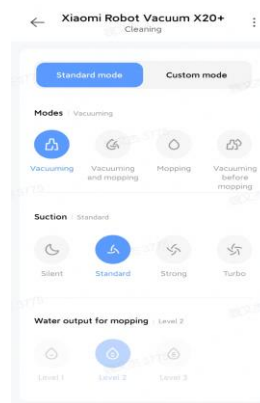 Xiaomi Robot Vacuum X20+
Cleaning
Standard mode
Custom mode
Modes Vacuuming
Vacuuming
Vacuuming and mopping
Mopping
Vacuuming before mopping
Suction Standard
Silent
Standard
Strong
Turbo
Water output for mopping Level 2
Level 1
Level 2
Level 3